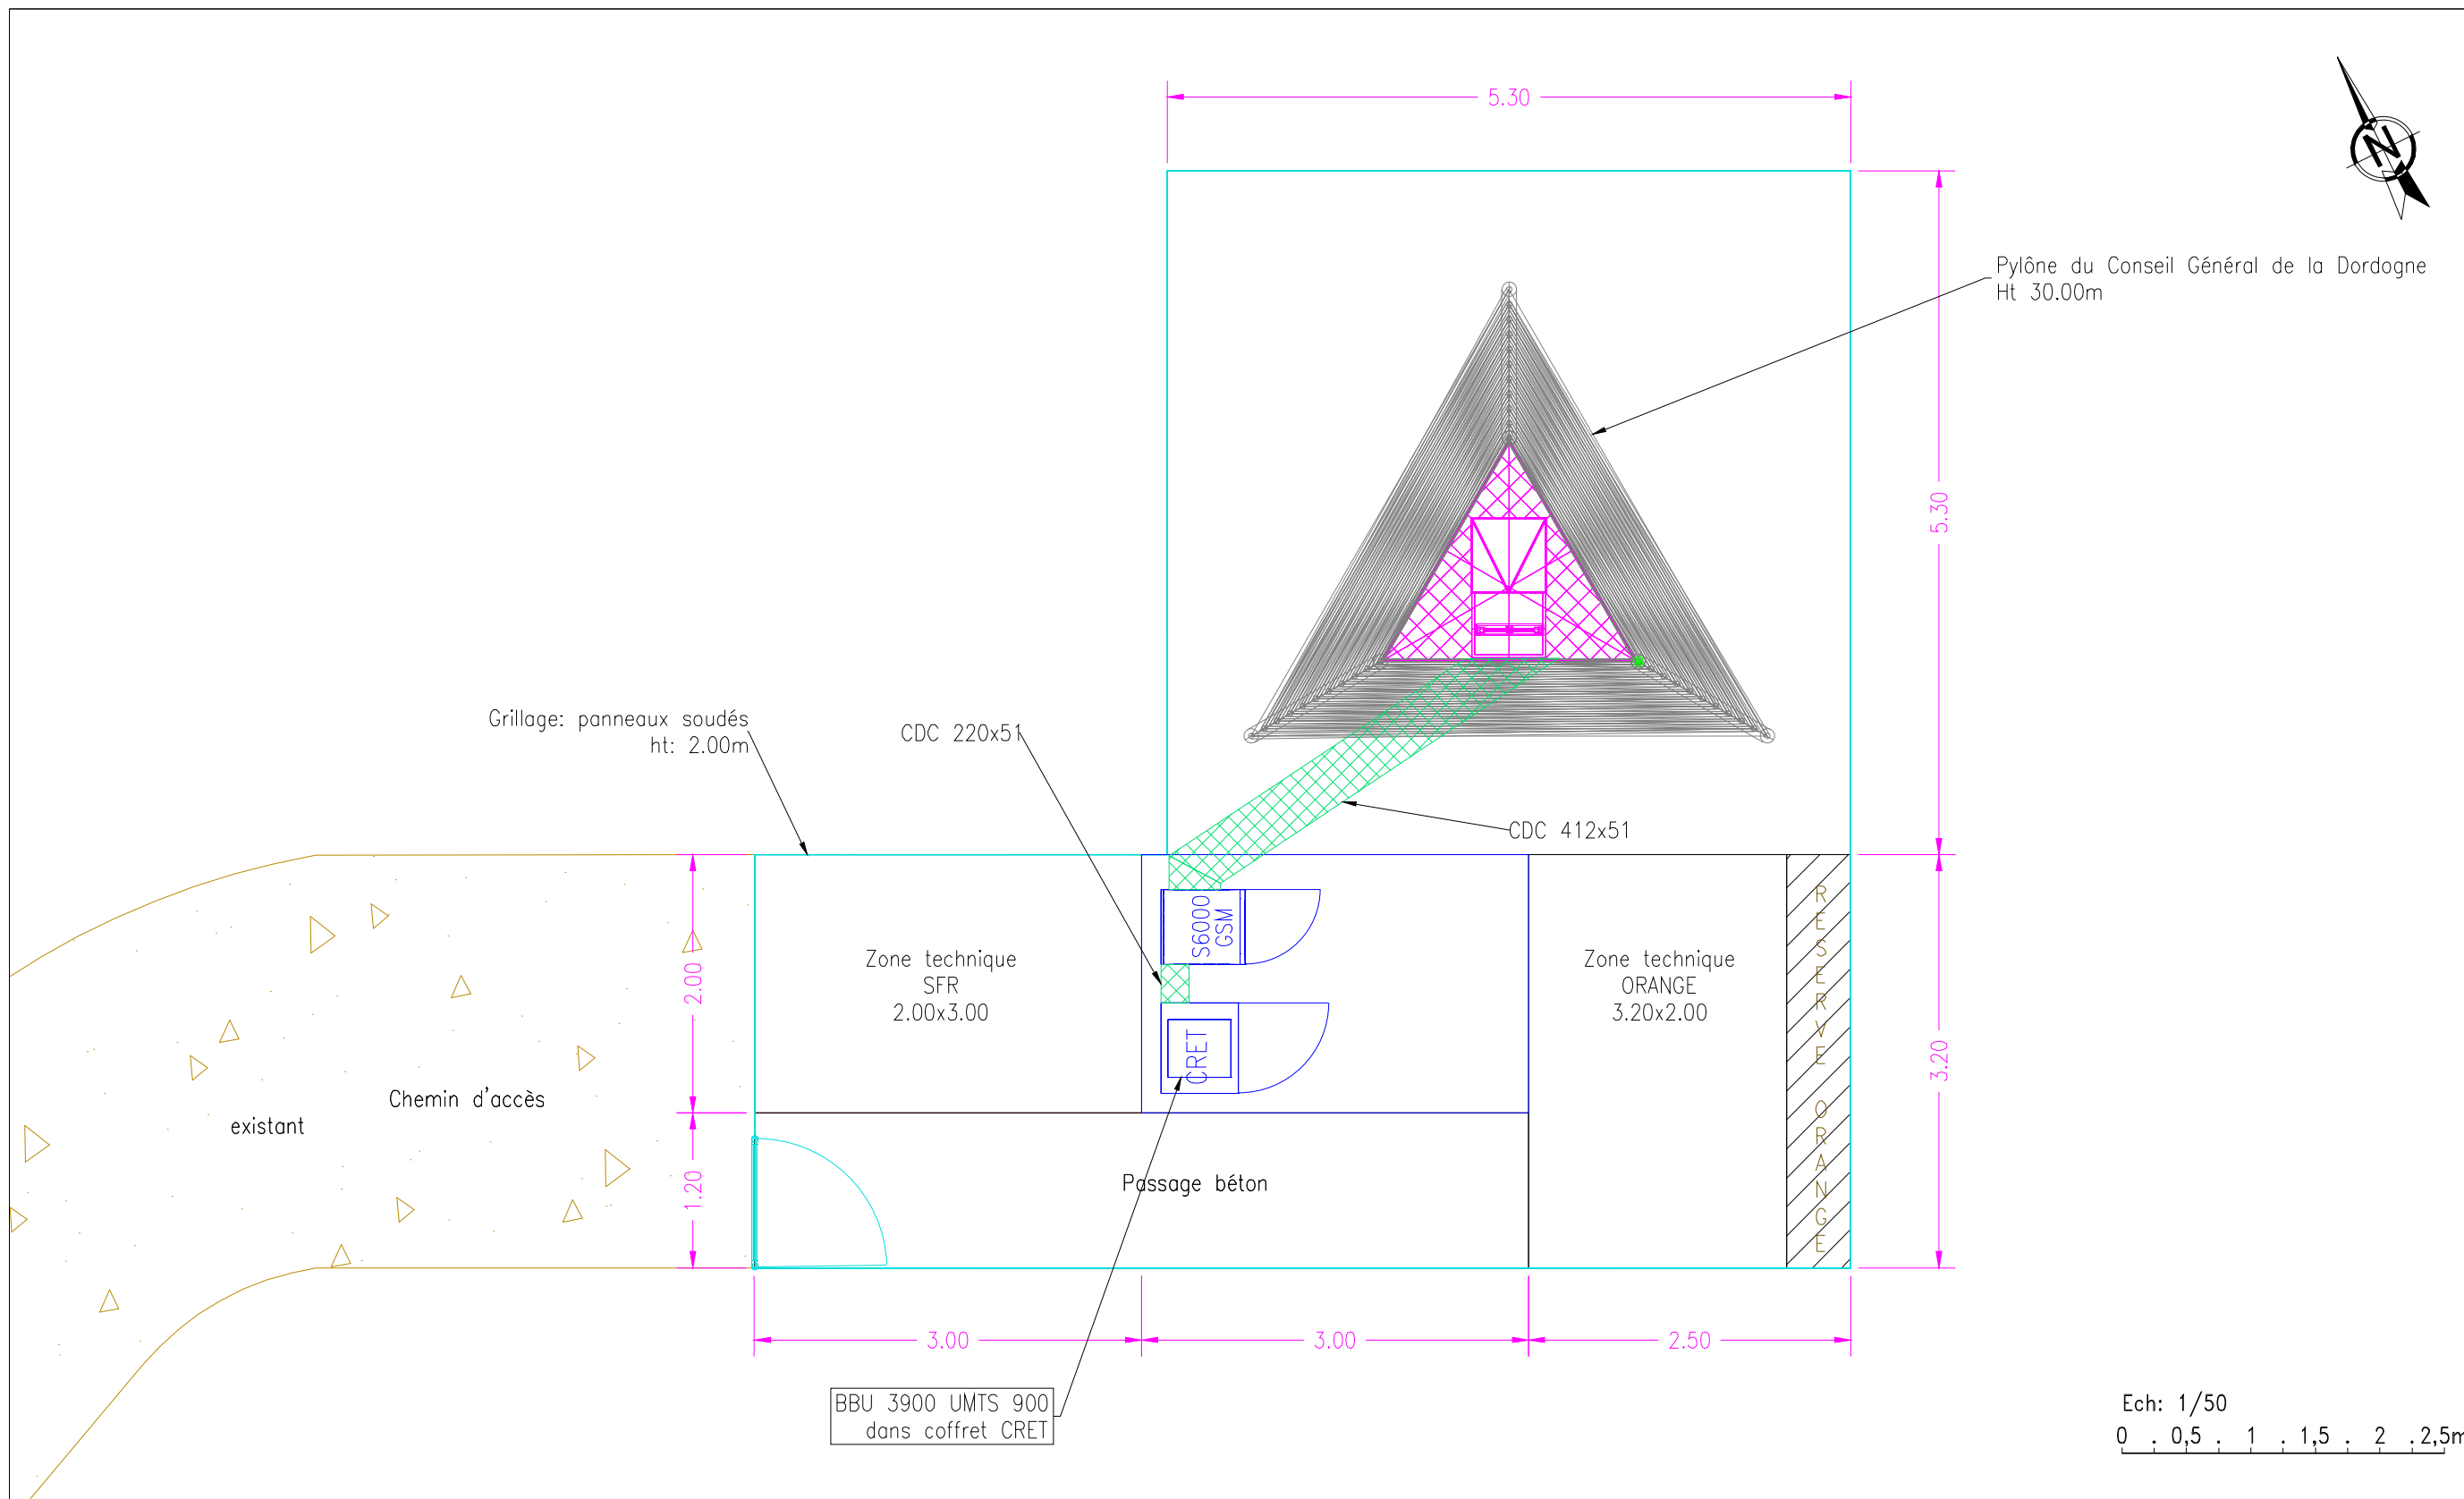 5.30
N
Pylône du Conseil Général de la Dordogne
Ht 30.00m
5.30
Grillage: panneaux soudés
ht: 2.00m
CDC 220x51
CDC 412x51
S6000
GSM
Zone technique
SFR
2.00x3.00
Zone technique
ORANGE
3.20x2.00
RESERVE ORANGE
2.00
CRET
3.20
Chemin d'accès
existant
1.20
Passage béton
3.00
3.00
2.50
BBU 3900 UMTS 900
dans coffret CRET
Ech: 1/50
0 . 0,5 . 1 . 1,5 . 2 . 2,5m